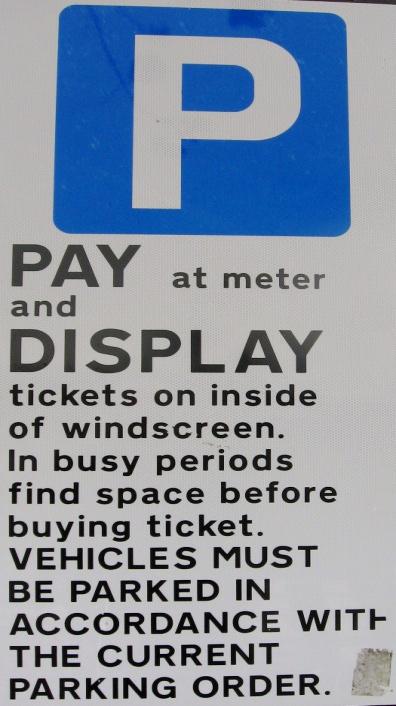 P
PAY at meter
and
DISPLAY
tickets on inside
of windscreen.
In busy periods
find space before
buying ticket.
VEHICLES MUST
BE PARKED IN
ACCORDANCE WITH
THE CURRENT
PARKING ORDER.